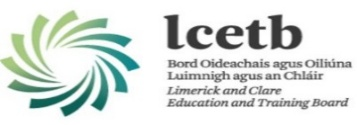 lcetb
Bord Oideachais agus Oiliúna
Luimnigh agus an Chláir
Limerick and Clare
Education and Training Board